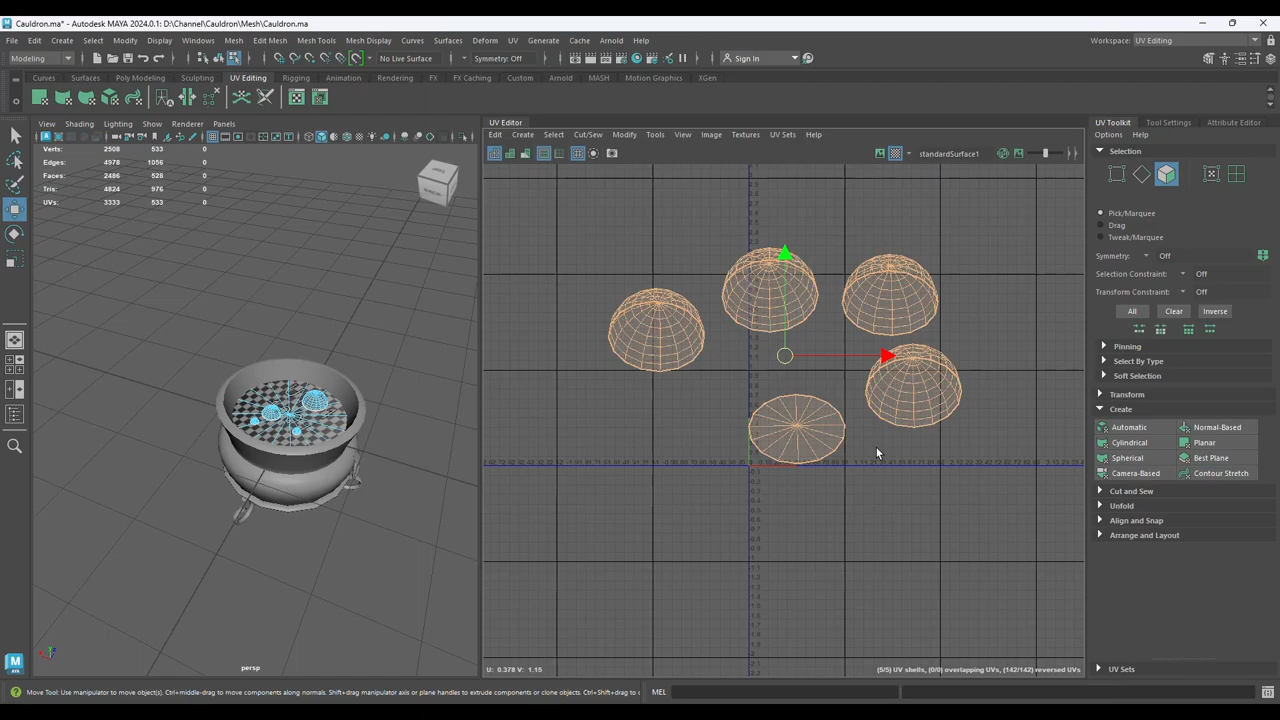 Cauldron.ma* - Autodesk MAYA 2024.0.1: D:\Channel\Cauldron\Mesh\Cauldron.ma
File Edit Create Select Modify Display Windows Mesh Edit Mesh Mesh Tools Mesh Display Curves Surfaces Deform UV Generate Cache Arnold Help
Workspace: UV Editing
Modeling
No Live Surface
Symmetry: Off
Sign In
Curves Surfaces Poly Modeling Sculpting UV Editing Rigging Animation Rendering FX FX Caching Custom Arnold MASH Motion Graphics XGen
View Shading Lighting Show Renderer Panels
Verts: 2508 533 0
Edges: 4978 1056 0
Faces: 2486 528 0
Tris: 4824 976 0
UVs: 3333 533 0
persp
UV Editor
Edit Create Select Cut/Sew Modify Tools View Image Textures UV Sets Help
standardSurface1
U: 0.378 V: 1.15
(5/5) UV shells, (0/0) overlapping UVs, (142/142) reversed UVs
UV Toolkit Tool Settings Attribute Editor
Options Help
Selection
Pick/Marquee
Drag
Tweak/Marquee
Symmetry: Off
Selection Constraint: Off
Transform Constraint: Off
All Clear Inverse
Pinning
Select By Type
Soft Selection
Transform
Create
Automatic Normal-Based
Cylindrical Planar
Spherical Best Plane
Camera-Based Contour Stretch
Cut and Sew
Unfold
Align and Snap
Arrange and Layout
UV Sets
Move Tool: Use manipulator to move object(s). Ctrl+middle-drag to move components along normals. Shift+drag manipulator axis or plane handles to extrude components or clone objects. Ctrl+Shift+drag to c
MEL